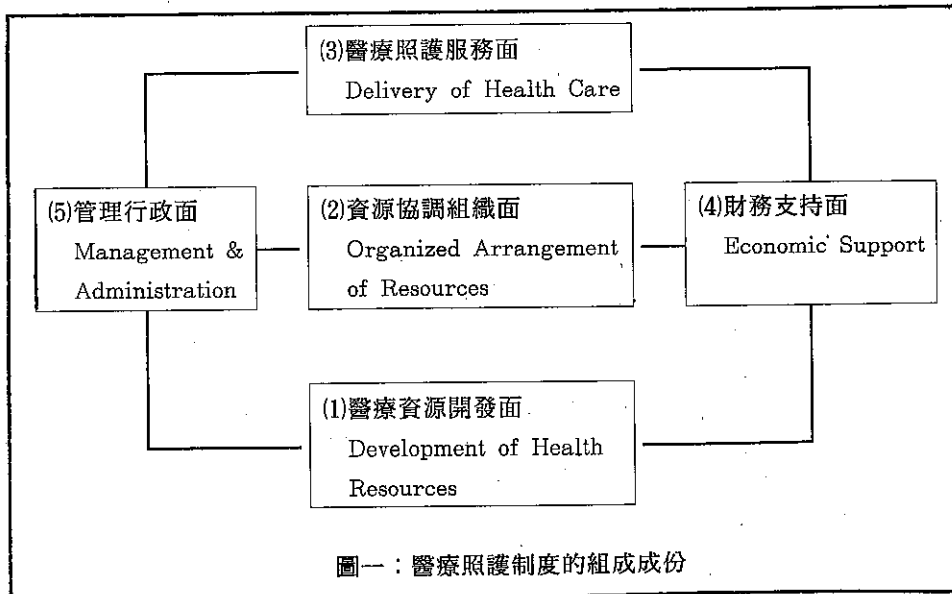 (3)醫療照護服務面
Delivery of Health Care
(5)管理行政面
Management &
Administration
(2)資源協調組織面
Organized Arrangement
of Resources
(4)財務支持面
Economic Support
(1)醫療資源開發面
Development of Health
Resources
圖一：醫療照護制度的組成成份